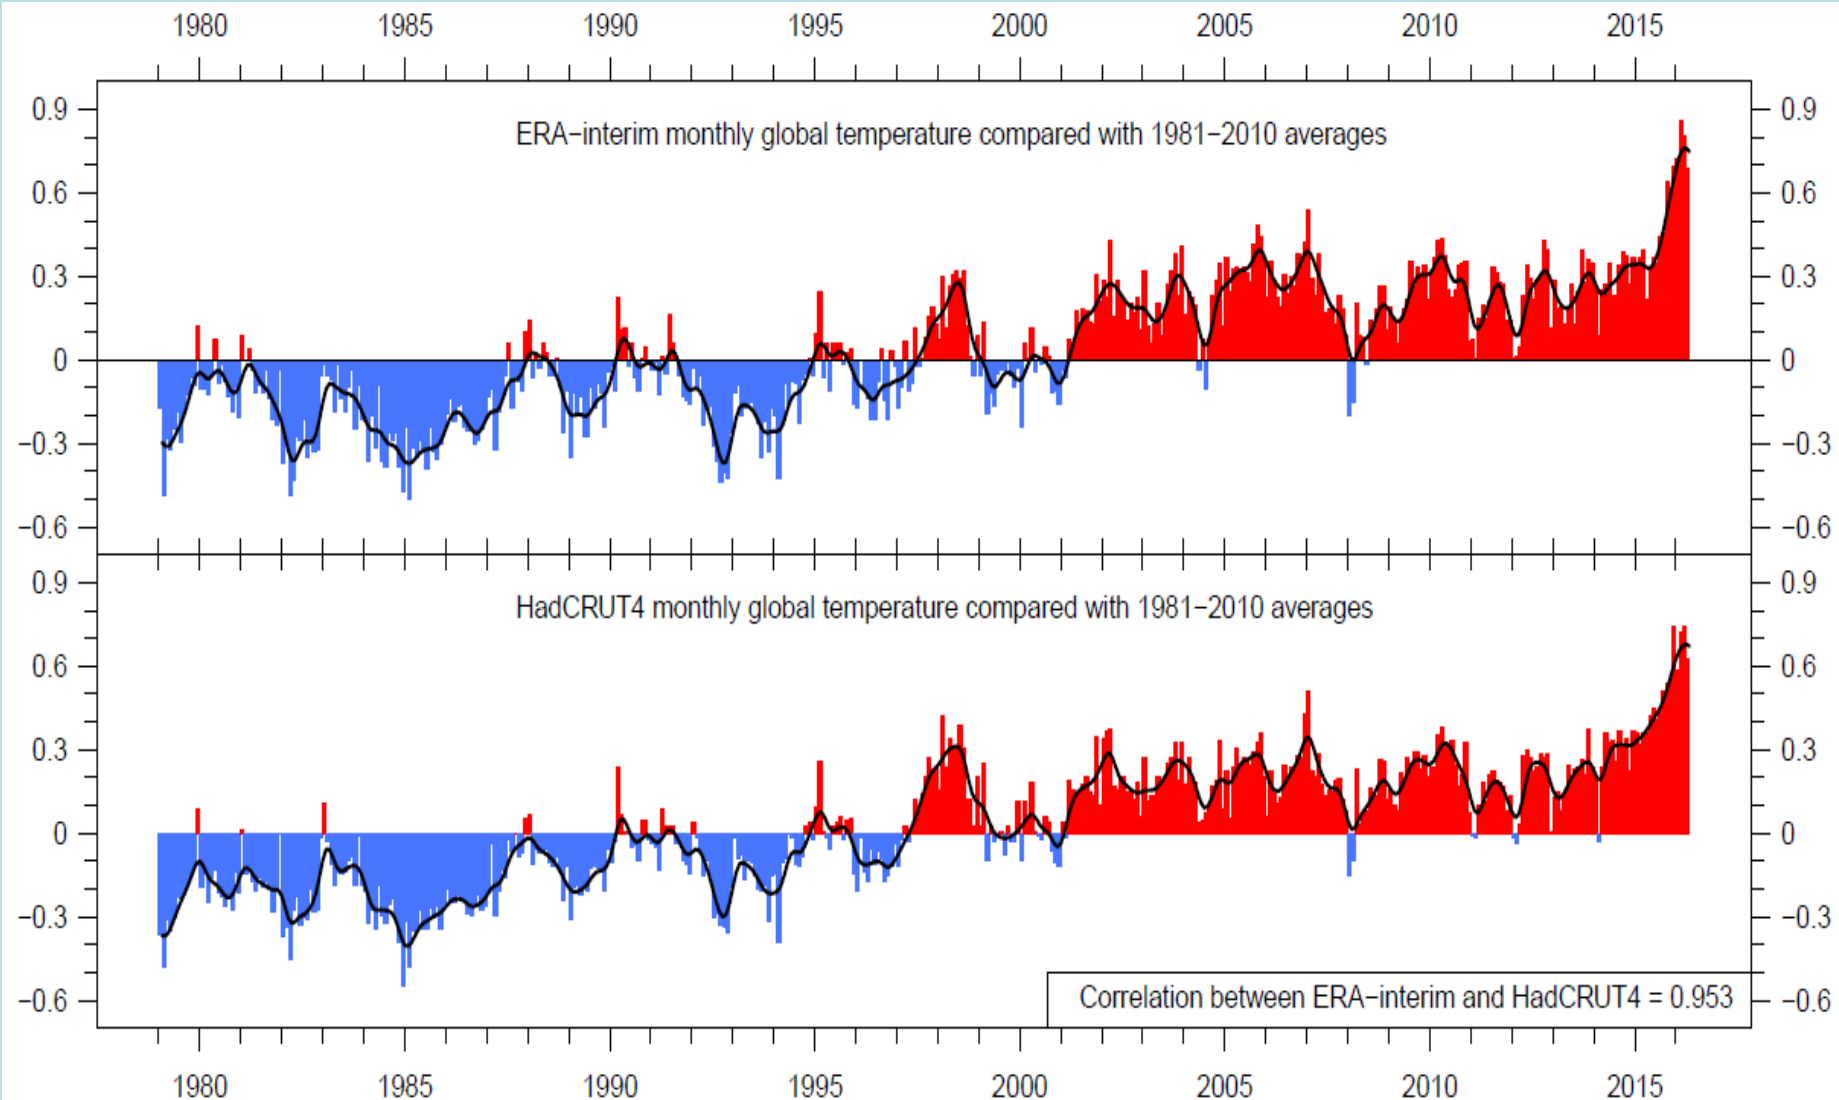 1980 1985 1990 1995 2000 2005 2010 2015
ERA−interim monthly global temperature compared with 1981−2010 averages
0.9 0.9
0.6 0.6
0.3 0.3
0 0
−0.3 −0.3
−0.6 −0.6
HadCRUT4 monthly global temperature compared with 1981−2010 averages
0.9 0.9
0.6 0.6
0.3 0.3
0 0
−0.3 −0.3
−0.6 −0.6
Correlation between ERA−interim and HadCRUT4 = 0.953
1980 1985 1990 1995 2000 2005 2010 2015